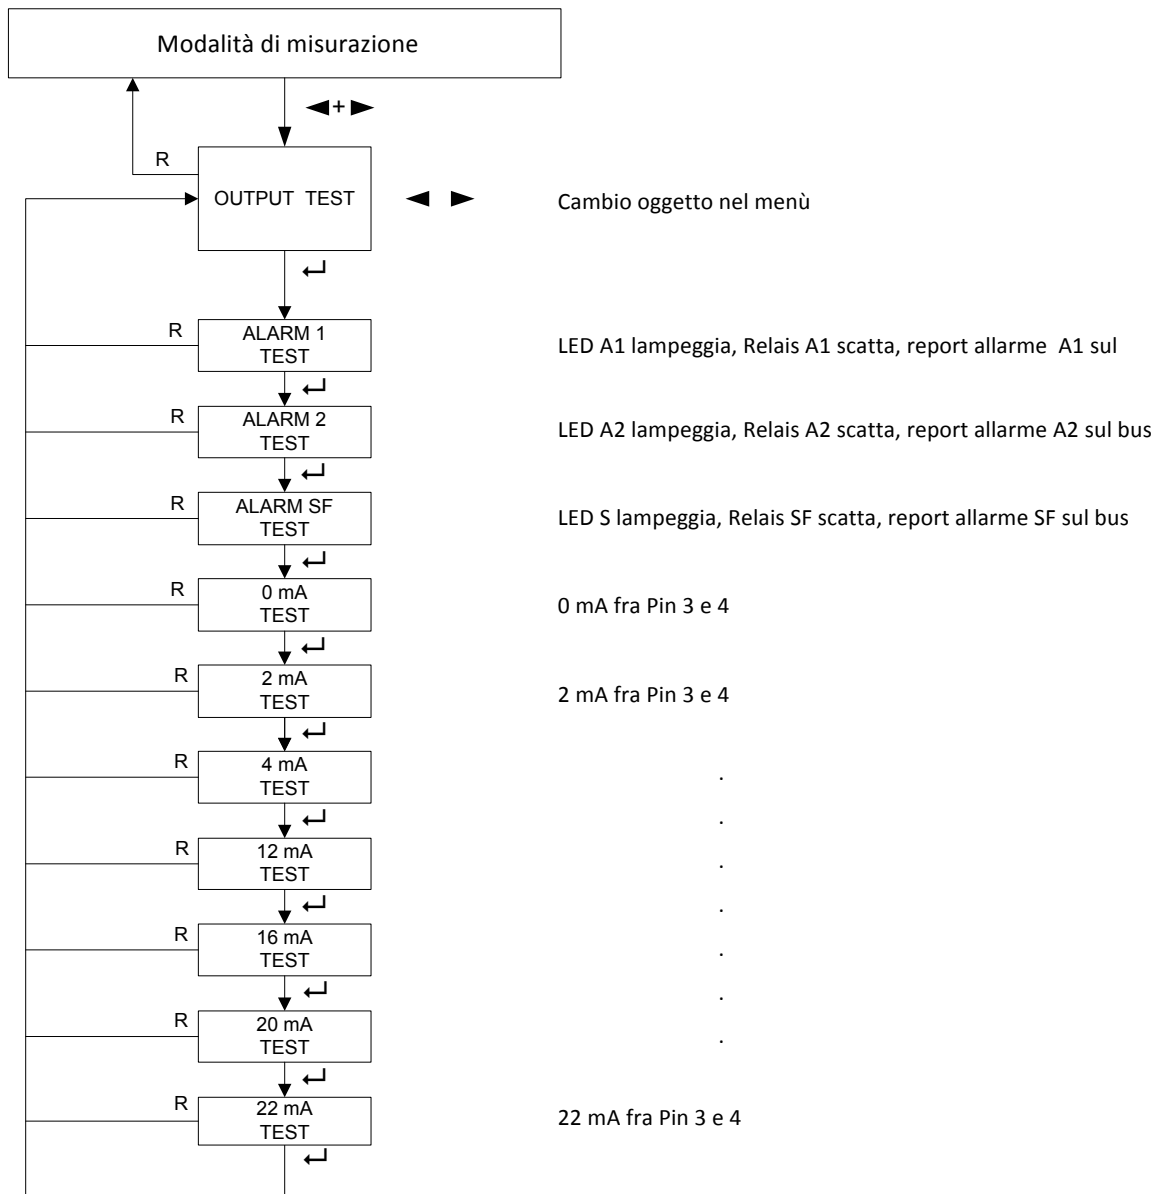 Modalità di misurazione
◄+►
R
OUTPUT TEST ◄ ► Cambio oggetto nel menù
↵
R
ALARM 1
TEST
LED A1 lampeggia, Relais A1 scatta, report allarme A1 sul
↵
R
ALARM 2
TEST
LED A2 lampeggia, Relais A2 scatta, report allarme A2 sul bus
↵
R
ALARM SF
TEST
LED S lampeggia, Relais SF scatta, report allarme SF sul bus
↵
R
0 mA
TEST
0 mA fra Pin 3 e 4
↵
R
2 mA
TEST
2 mA fra Pin 3 e 4
↵
R
4 mA
TEST
.
↵
.
R
12 mA
TEST
.
↵
.
R
16 mA
TEST
.
↵
.
R
20 mA
TEST
.
↵
R
22 mA
TEST
22 mA fra Pin 3 e 4
↵